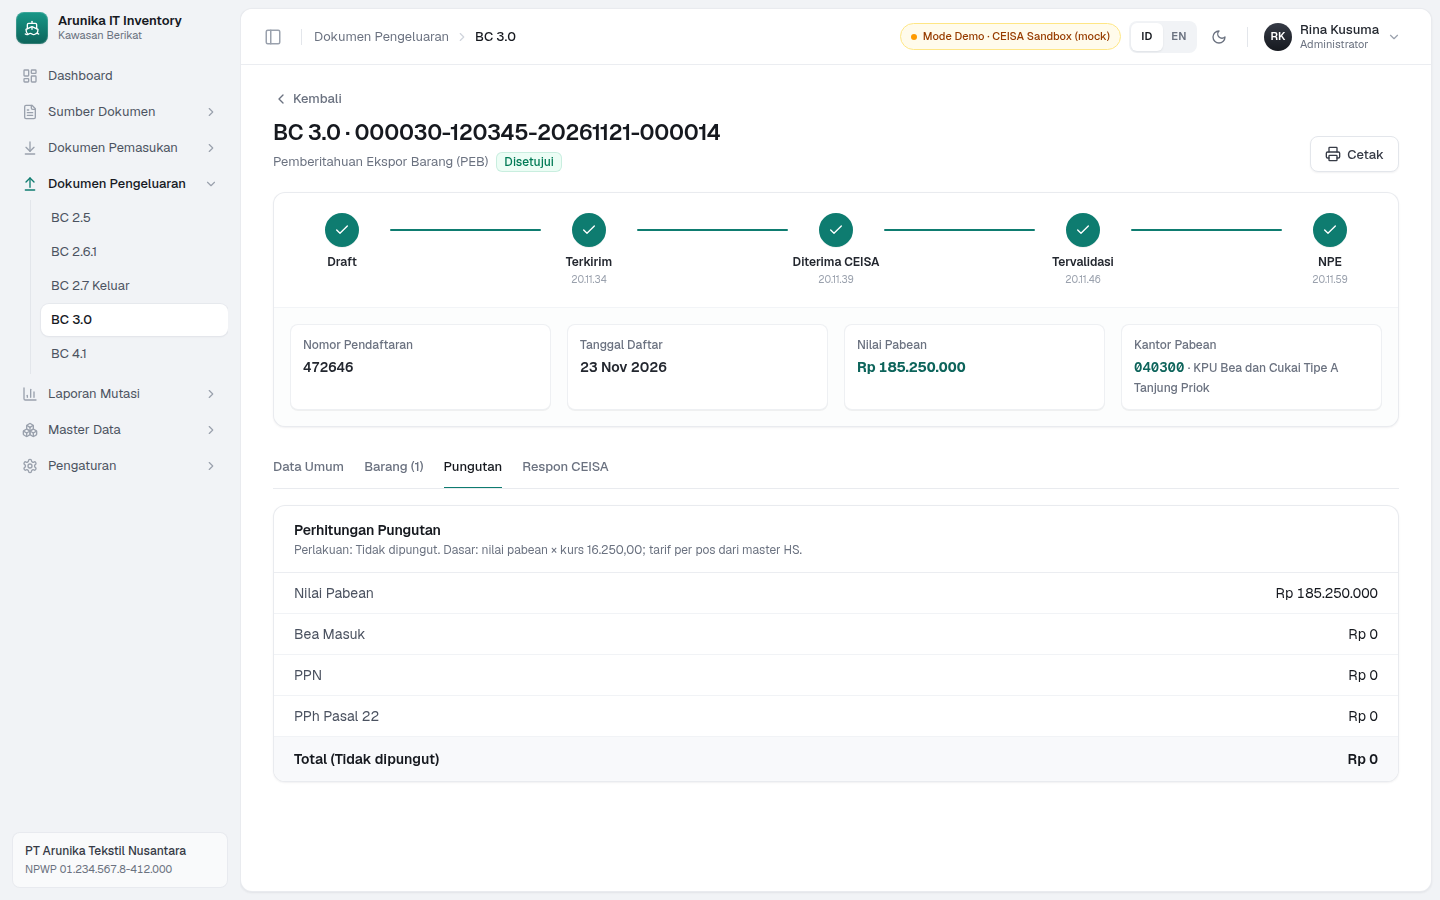 Arunika IT Inventory
Kawasan Berikat
Dashboard
Sumber Dokumen
Dokumen Pemasukan
Dokumen Pengeluaran
BC 2.5
BC 2.6.1
BC 2.7 Keluar
BC 3.0
BC 4.1
Laporan Mutasi
Master Data
Pengaturan
PT Arunika Tekstil Nusantara
NPWP 01.234.567.8-412.000
Dokumen Pengeluaran
BC 3.0
Mode Demo · CEISA Sandbox (mock)
ID
EN
RK
Rina Kusuma
Administrator
Kembali
BC 3.0 · 000030-120345-20261121-000014
Pemberitahuan Ekspor Barang (PEB)
Disetujui
Cetak
Draft
Terkirim
20.11.34
Diterima CEISA
20.11.39
Tervalidasi
20.11.46
NPE
20.11.59
Nomor Pendaftaran
472646
Tanggal Daftar
23 Nov 2026
Nilai Pabean
Rp 185.250.000
Kantor Pabean
040300 · KPU Bea dan Cukai Tipe A
Tanjung Priok
Data Umum
Barang (1)
Pungutan
Respon CEISA
Perhitungan Pungutan
Perlakuan: Tidak dipungut. Dasar: nilai pabean × kurs 16.250,00; tarif per pos dari master HS.
Nilai Pabean
Rp 185.250.000
Bea Masuk
Rp 0
PPN
Rp 0
PPh Pasal 22
Rp 0
Total (Tidak dipungut)
Rp 0